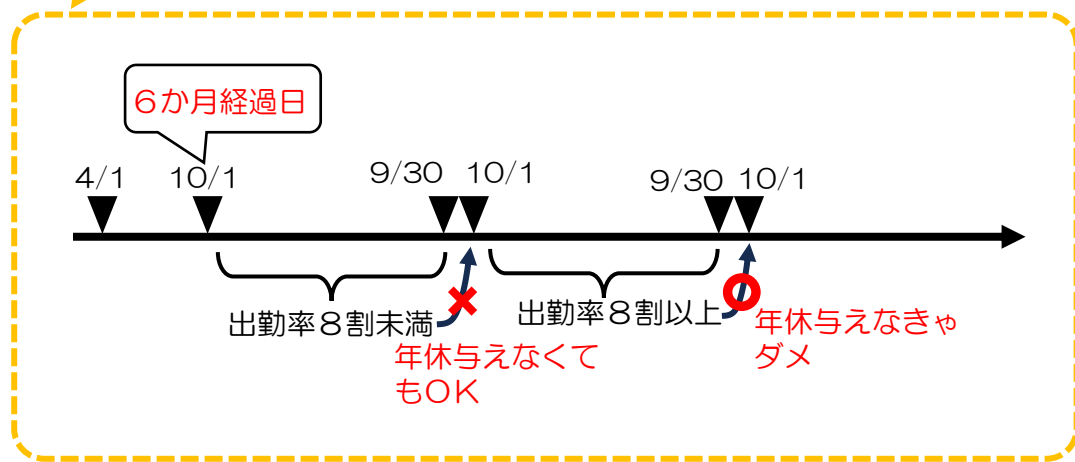 ６か月経過日
4/1
10/1
9/30
10/1
9/30
10/1
出勤率８割未満
出勤率８割以上
年休与えなくて
もOK
年休与えなきゃ
ダメ